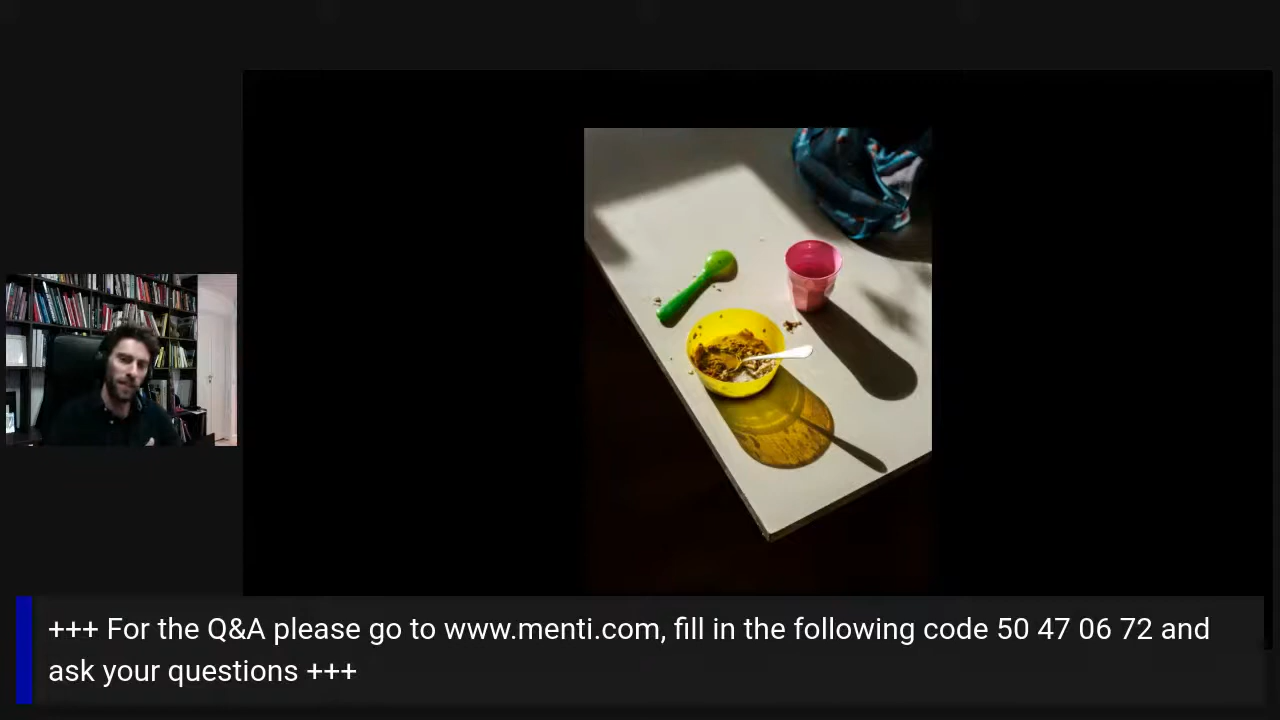 +++ For the Q&A please go to www.menti.com, fill in the following code 50 47 06 72 and
ask your questions +++